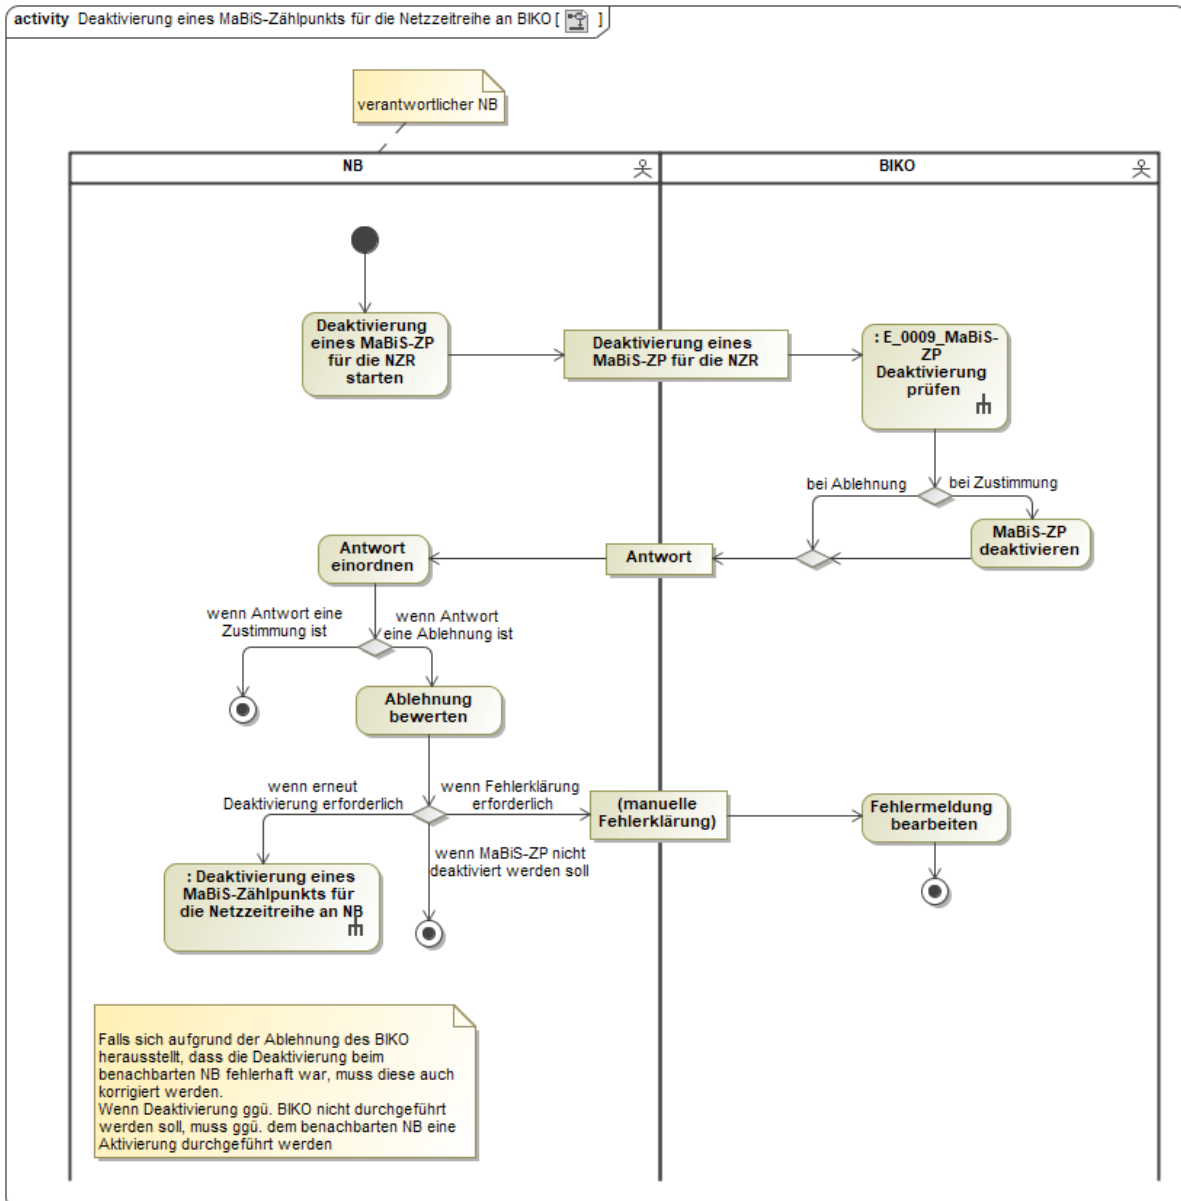 activity Deaktivierung eines MaBiS-Zählpunkts für die Netzzeitreihe an BIKO [ ]
verantwortlicher NB
NB
BIKO
Deaktivierung
eines MaBiS-ZP
für die NZR
starten
Deaktivierung eines
MaBiS-ZP für die NZR
: E_0009_MaBiS-
ZP
Deaktivierung
prüfen
bei Ablehnung
bei Zustimmung
MaBiS-ZP
deaktivieren
Antwort
Antwort
einordnen
wenn Antwort eine
Zustimmung ist
wenn Antwort
eine Ablehnung ist
Ablehnung
bewerten
wenn erneut
Deaktivierung erforderlich
wenn Fehlerklärung
erforderlich
(manuelle
Fehlerklärung)
Fehlermeldung
bearbeiten
wenn MaBiS-ZP nicht
deaktiviert werden soll
: Deaktivierung eines
MaBiS-Zählpunkts für
die Netzzeitreihe an NB
Falls sich aufgrund der Ablehnung des BIKO
herausstellt, dass die Deaktivierung beim
benachbarten NB fehlerhaft war, muss diese auch
korrigiert werden.
Wenn Deaktivierung ggü. BIKO nicht durchgeführt
werden soll, muss ggü. dem benachbarten NB eine
Aktivierung durchgeführt werden